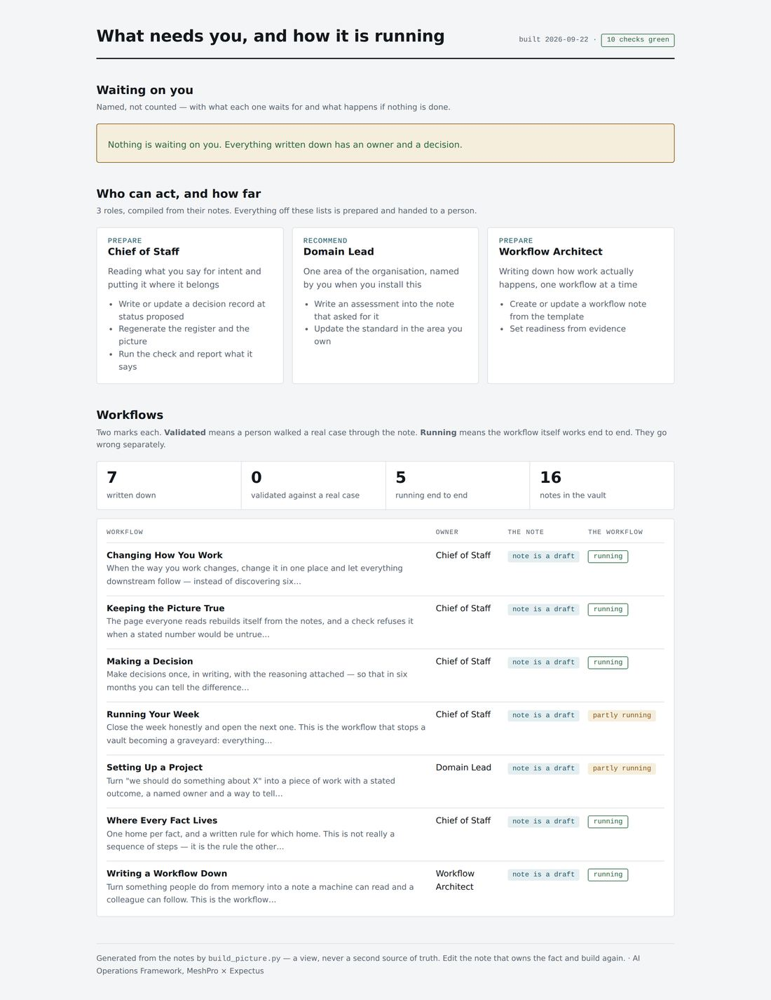 What needs you, and how it is running
built 2026-09-22 · 10 checks green
Waiting on you
Named, not counted — with what each one waits for and what happens if nothing is done.
Nothing is waiting on you. Everything written down has an owner and a decision.
Who can act, and how far
3 roles, compiled from their notes. Everything off these lists is prepared and handed to a person.
PREPARE
Chief of Staff
Reading what you say for intent and
putting it where it belongs
• Write or update a decision record at
status proposed
• Regenerate the register and the
picture
• Run the check and report what it
says
RECOMMEND
Domain Lead
One area of the organisation, named
by you when you install this
• Write an assessment into the note
that asked for it
• Update the standard in the area you
own
PREPARE
Workflow Architect
Writing down how work actually
happens, one workflow at a time
• Create or update a workflow note
from the template
• Set readiness from evidence
Workflows
Two marks each. Validated means a person walked a real case through the note. Running means the workflow itself works end to end. They go
wrong separately.
7
written down
0
validated against a real case
5
running end to end
16
notes in the vault
WORKFLOW OWNER THE NOTE THE WORKFLOW
Changing How You Work Chief of Staff note is a draft running
When the way you work changes, change it in one place and let everything
downstream follow — instead of discovering six…
Keeping the Picture True Chief of Staff note is a draft running
The page everyone reads rebuilds itself from the notes, and a check refuses it
when a stated number would be untrue…
Making a Decision Chief of Staff note is a draft running
Make decisions once, in writing, with the reasoning attached — so that in six
months you can tell the difference…
Running Your Week Chief of Staff note is a draft partly running
Close the week honestly and open the next one. This is the workflow that stops a
vault becoming a graveyard: everything…
Setting Up a Project Domain Lead note is a draft partly running
Turn "we should do something about X" into a piece of work with a stated
outcome, a named owner and a way to tell…
Where Every Fact Lives Chief of Staff note is a draft running
One home per fact, and a written rule for which home. This is not really a
sequence of steps — it is the rule the other…
Writing a Workflow Down Workflow Architect note is a draft running
Turn something people do from memory into a note a machine can read and a
colleague can follow. This is the workflow…
Generated from the notes by build_picture.py — a view, never a second source of truth. Edit the note that owns the fact and build again. · AI
Operations Framework, MeshPro × Expectus